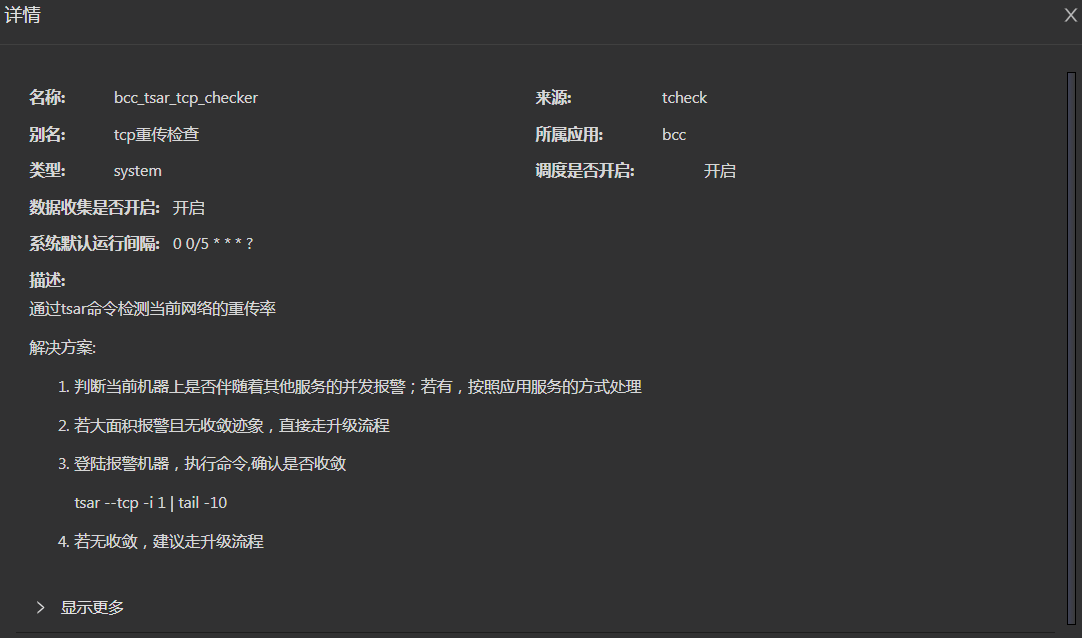 详情 X
名称: bcc_tsar_tcp_checker 来源: tcheck
别名: tcp重传检查 所属应用: bcc
类型: system 调度是否开启: 开启
数据收集是否开启: 开启
系统默认运行间隔: 0 0/5 * * * ?
描述:
通过tsar命令检测当前网络的重传率
解决方案:
1. 判断当前机器上是否伴随着其他服务的并发报警；若有，按照应用服务的方式处理
2. 若大面积报警且无收敛迹象，直接走升级流程
3. 登陆报警机器，执行命令,确认是否收敛
tsar --tcp -i 1 | tail -10
4. 若无收敛，建议走升级流程
显示更多